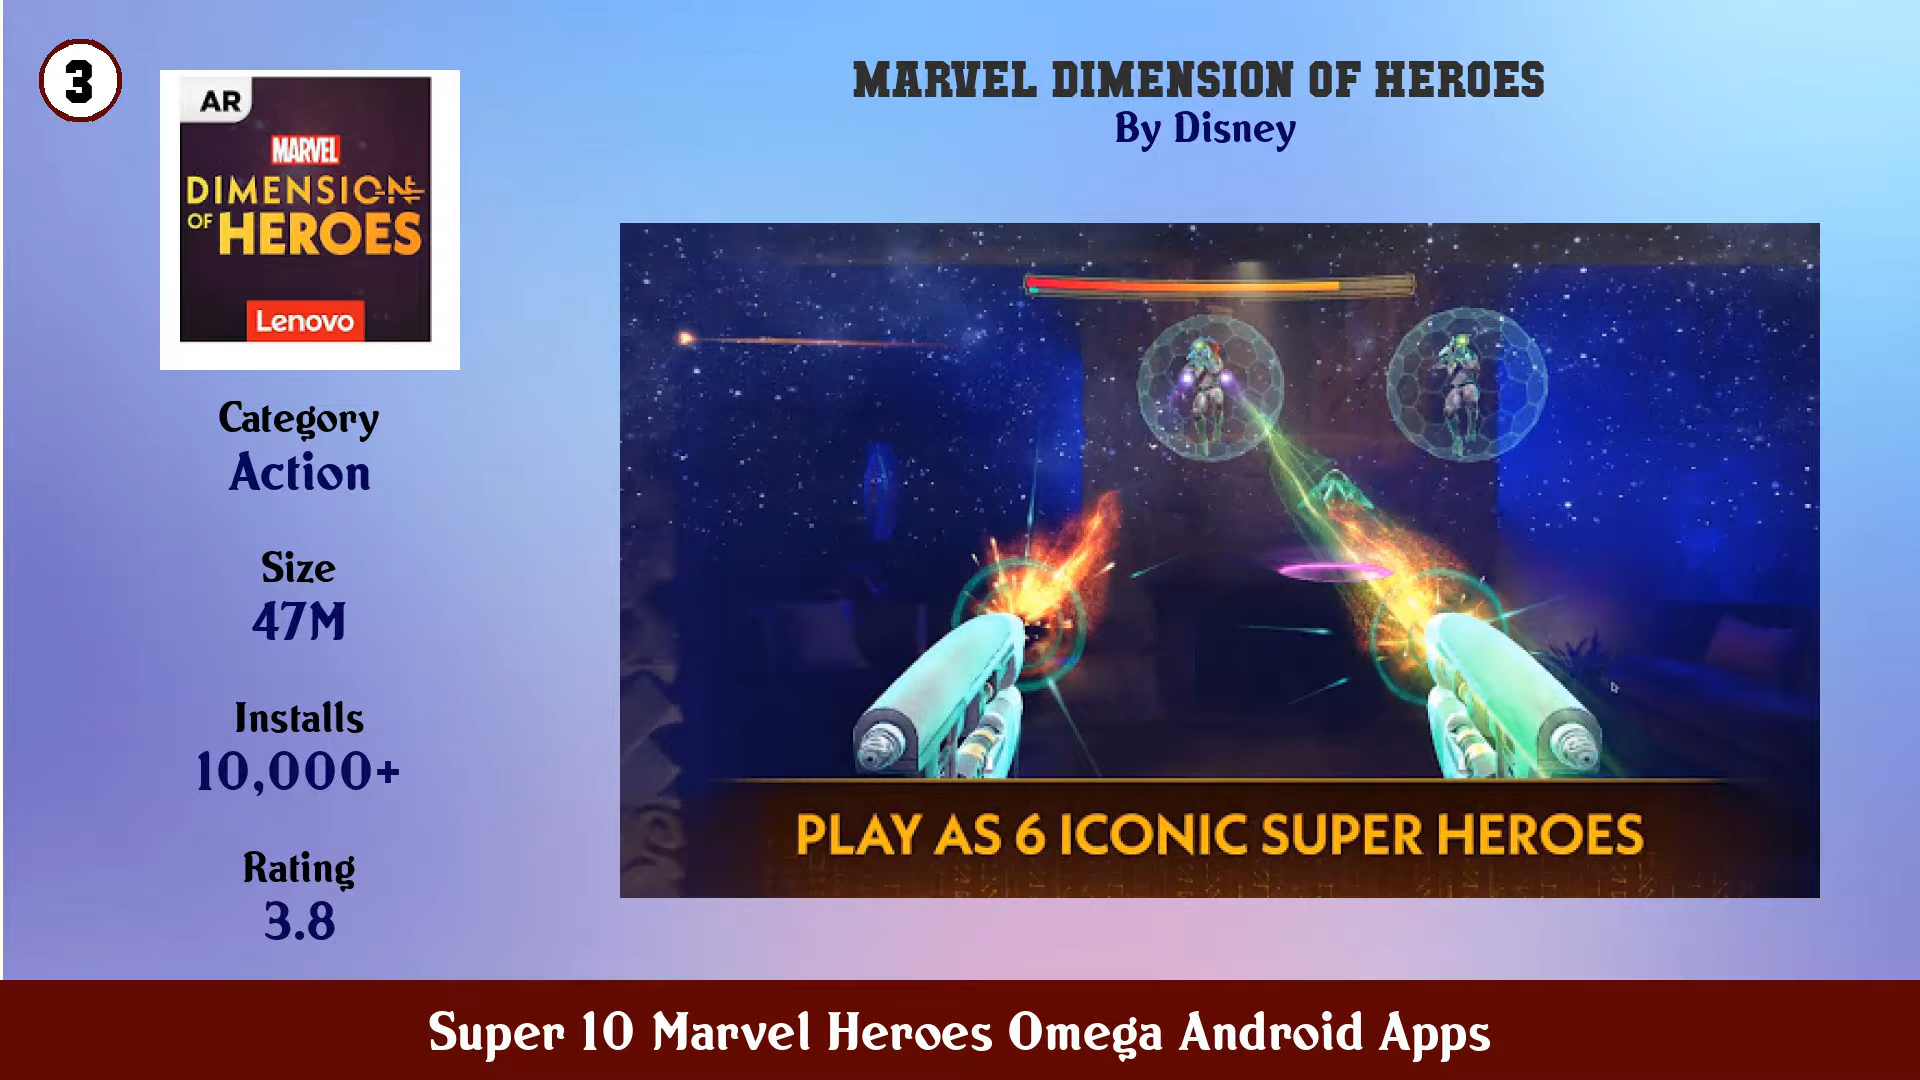 3
AR
MARVEL
DIMENSION
OF HEROES
Lenovo
MARVEL DIMENSION OF HEROES
By Disney
Category
Action
Size
47M
Installs
10,000+
Rating
3.8
PLAY AS 6 ICONIC SUPER HEROES
Super 10 Marvel Heroes Omega Android Apps